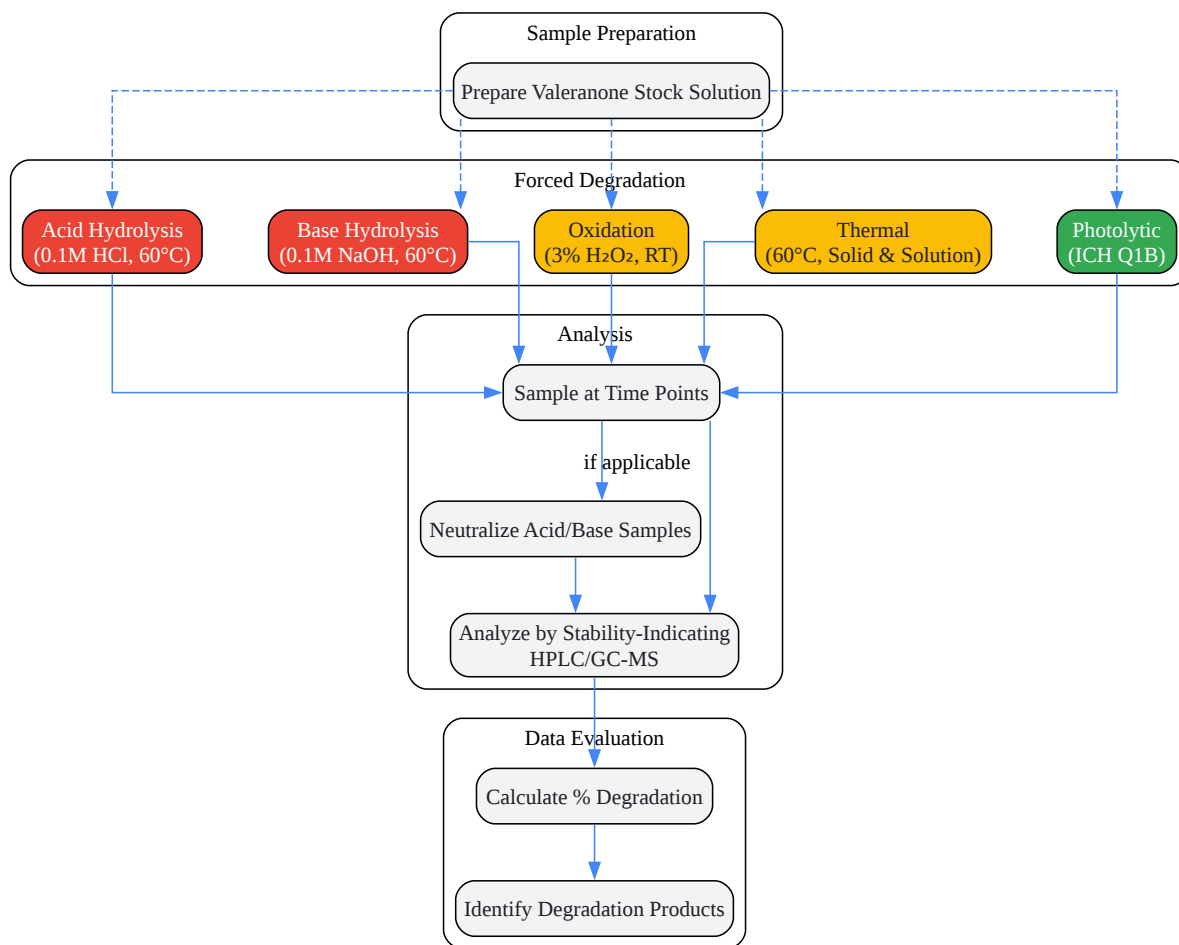 Sample Preparation
Prepare Valeranone Stock Solution
Forced Degradation
Acid Hydrolysis
(0.1M HCl, 60°C)
Base Hydrolysis
(0.1M NaOH, 60°C)
Oxidation
(3% H₂O₂, RT)
Thermal
(60°C, Solid & Solution)
Photolytic
(ICH Q1B)
Analysis
Sample at Time Points
if applicable
Neutralize Acid/Base Samples
Analyze by Stability-Indicating
HPLC/GC-MS
Data Evaluation
Calculate % Degradation
Identify Degradation Products